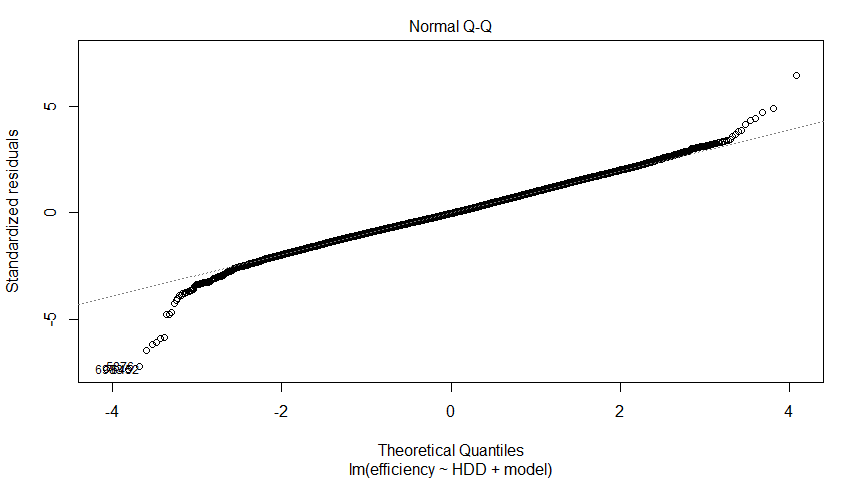 Normal Q-Q
Standardized residuals
5
0
-5
-4
-2
0
2
4
Theoretical Quantiles
lm(efficiency ~ HDD + model)